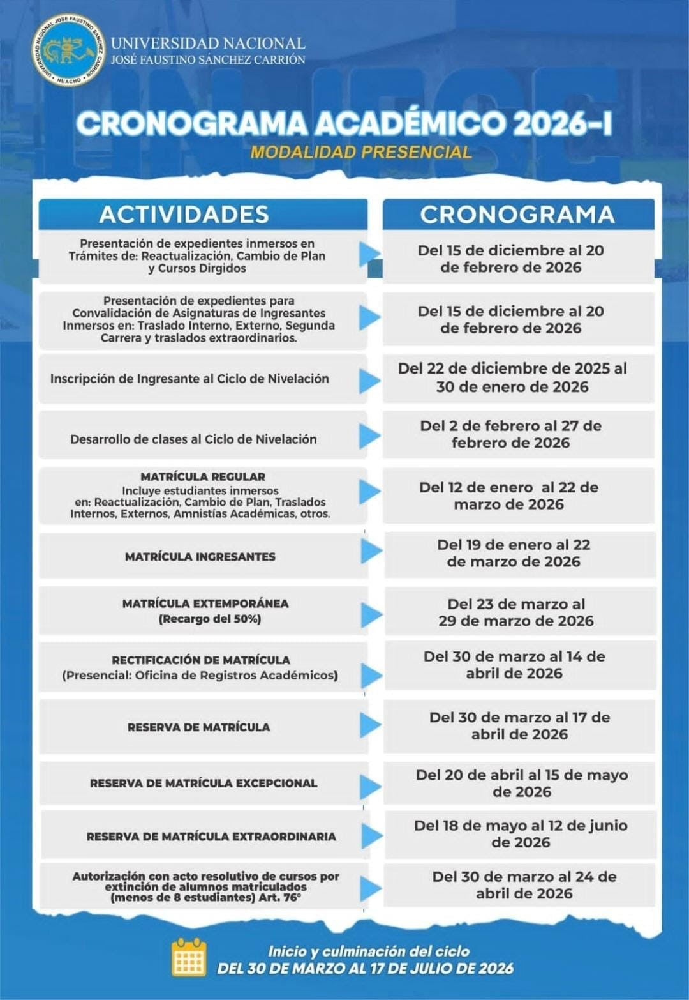 UNIVERSIDAD NACIONAL JOSE FAUSTINO SANCHEZ CARRION
• HUACHO •
UNIVERSIDAD NACIONAL
JOSÉ FAUSTINO SÁNCHEZ CARRIÓN
CRONOGRAMA ACADÉMICO 2026-I
MODALIDAD PRESENCIAL
ACTIVIDADES
CRONOGRAMA
Presentación de expedientes inmersos en
Trámites de: Reactualización, Cambio de Plan
y Cursos Dirgidos
Del 15 de diciembre al 20
de febrero de 2026
Presentación de expedientes para
Convalidación de Asignaturas de Ingresantes
Inmersos en: Traslado Interno, Externo, Segunda
Carrera y traslados extraordinarios.
Del 15 de diciembre al 20
de febrero de 2026
Inscripción de Ingresante al Ciclo de Nivelación
Del 22 de diciembre de 2025 al
30 de enero de 2026
Desarrollo de clases al Ciclo de Nivelación
Del 2 de febrero al 27 de
febrero de 2026
MATRÍCULA REGULAR
Incluye estudiantes inmersos
en: Reactualización, Cambio de Plan, Traslados
Internos, Externos, Amnistías Académicas, otros.
Del 12 de enero al 22 de
marzo de 2026
MATRÍCULA INGRESANTES
Del 19 de enero al 22
de marzo de 2026
MATRÍCULA EXTEMPORÁNEA
(Recargo del 50%)
Del 23 de marzo al
29 de marzo de 2026
RECTIFICACIÓN DE MATRÍCULA
(Presencial: Oficina de Registros Académicos)
Del 30 de marzo al 14 de
abril de 2026
RESERVA DE MATRÍCULA
Del 30 de marzo al 17 de
abril de 2026
RESERVA DE MATRÍCULA EXCEPCIONAL
Del 20 de abril al 15 de mayo
de 2026
RESERVA DE MATRÍCULA EXTRAORDINARIA
Del 18 de mayo al 12 de junio
de 2026
Autorización con acto resolutivo de cursos por
extinción de alumnos matriculados
(menos de 8 estudiantes) Art. 76°
Del 30 de marzo al 24 de
abril de 2026
Inicio y culminación del ciclo
DEL 30 DE MARZO AL 17 DE JULIO DE 2026